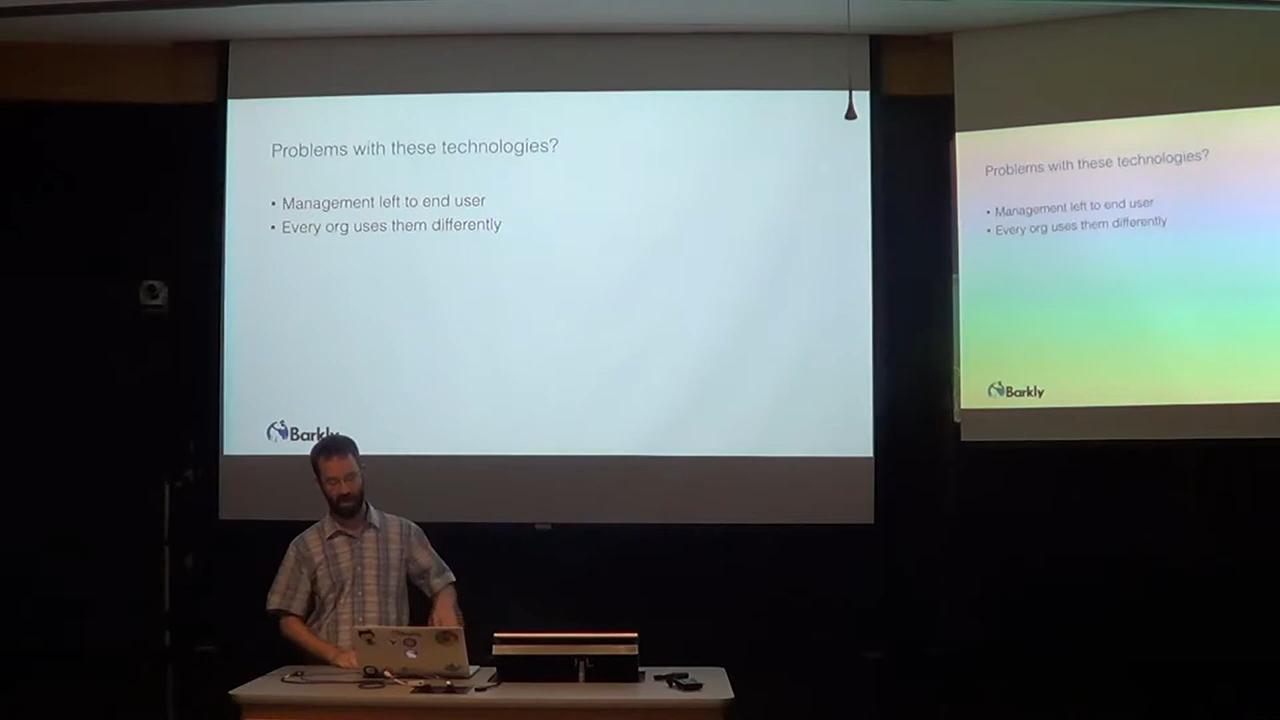 Problems with these technologies?
• Management left to end user
• Every org uses them differently
Barkly
Problems with these technologies?
• Management left to end user
• Every org uses them differently
Barkly